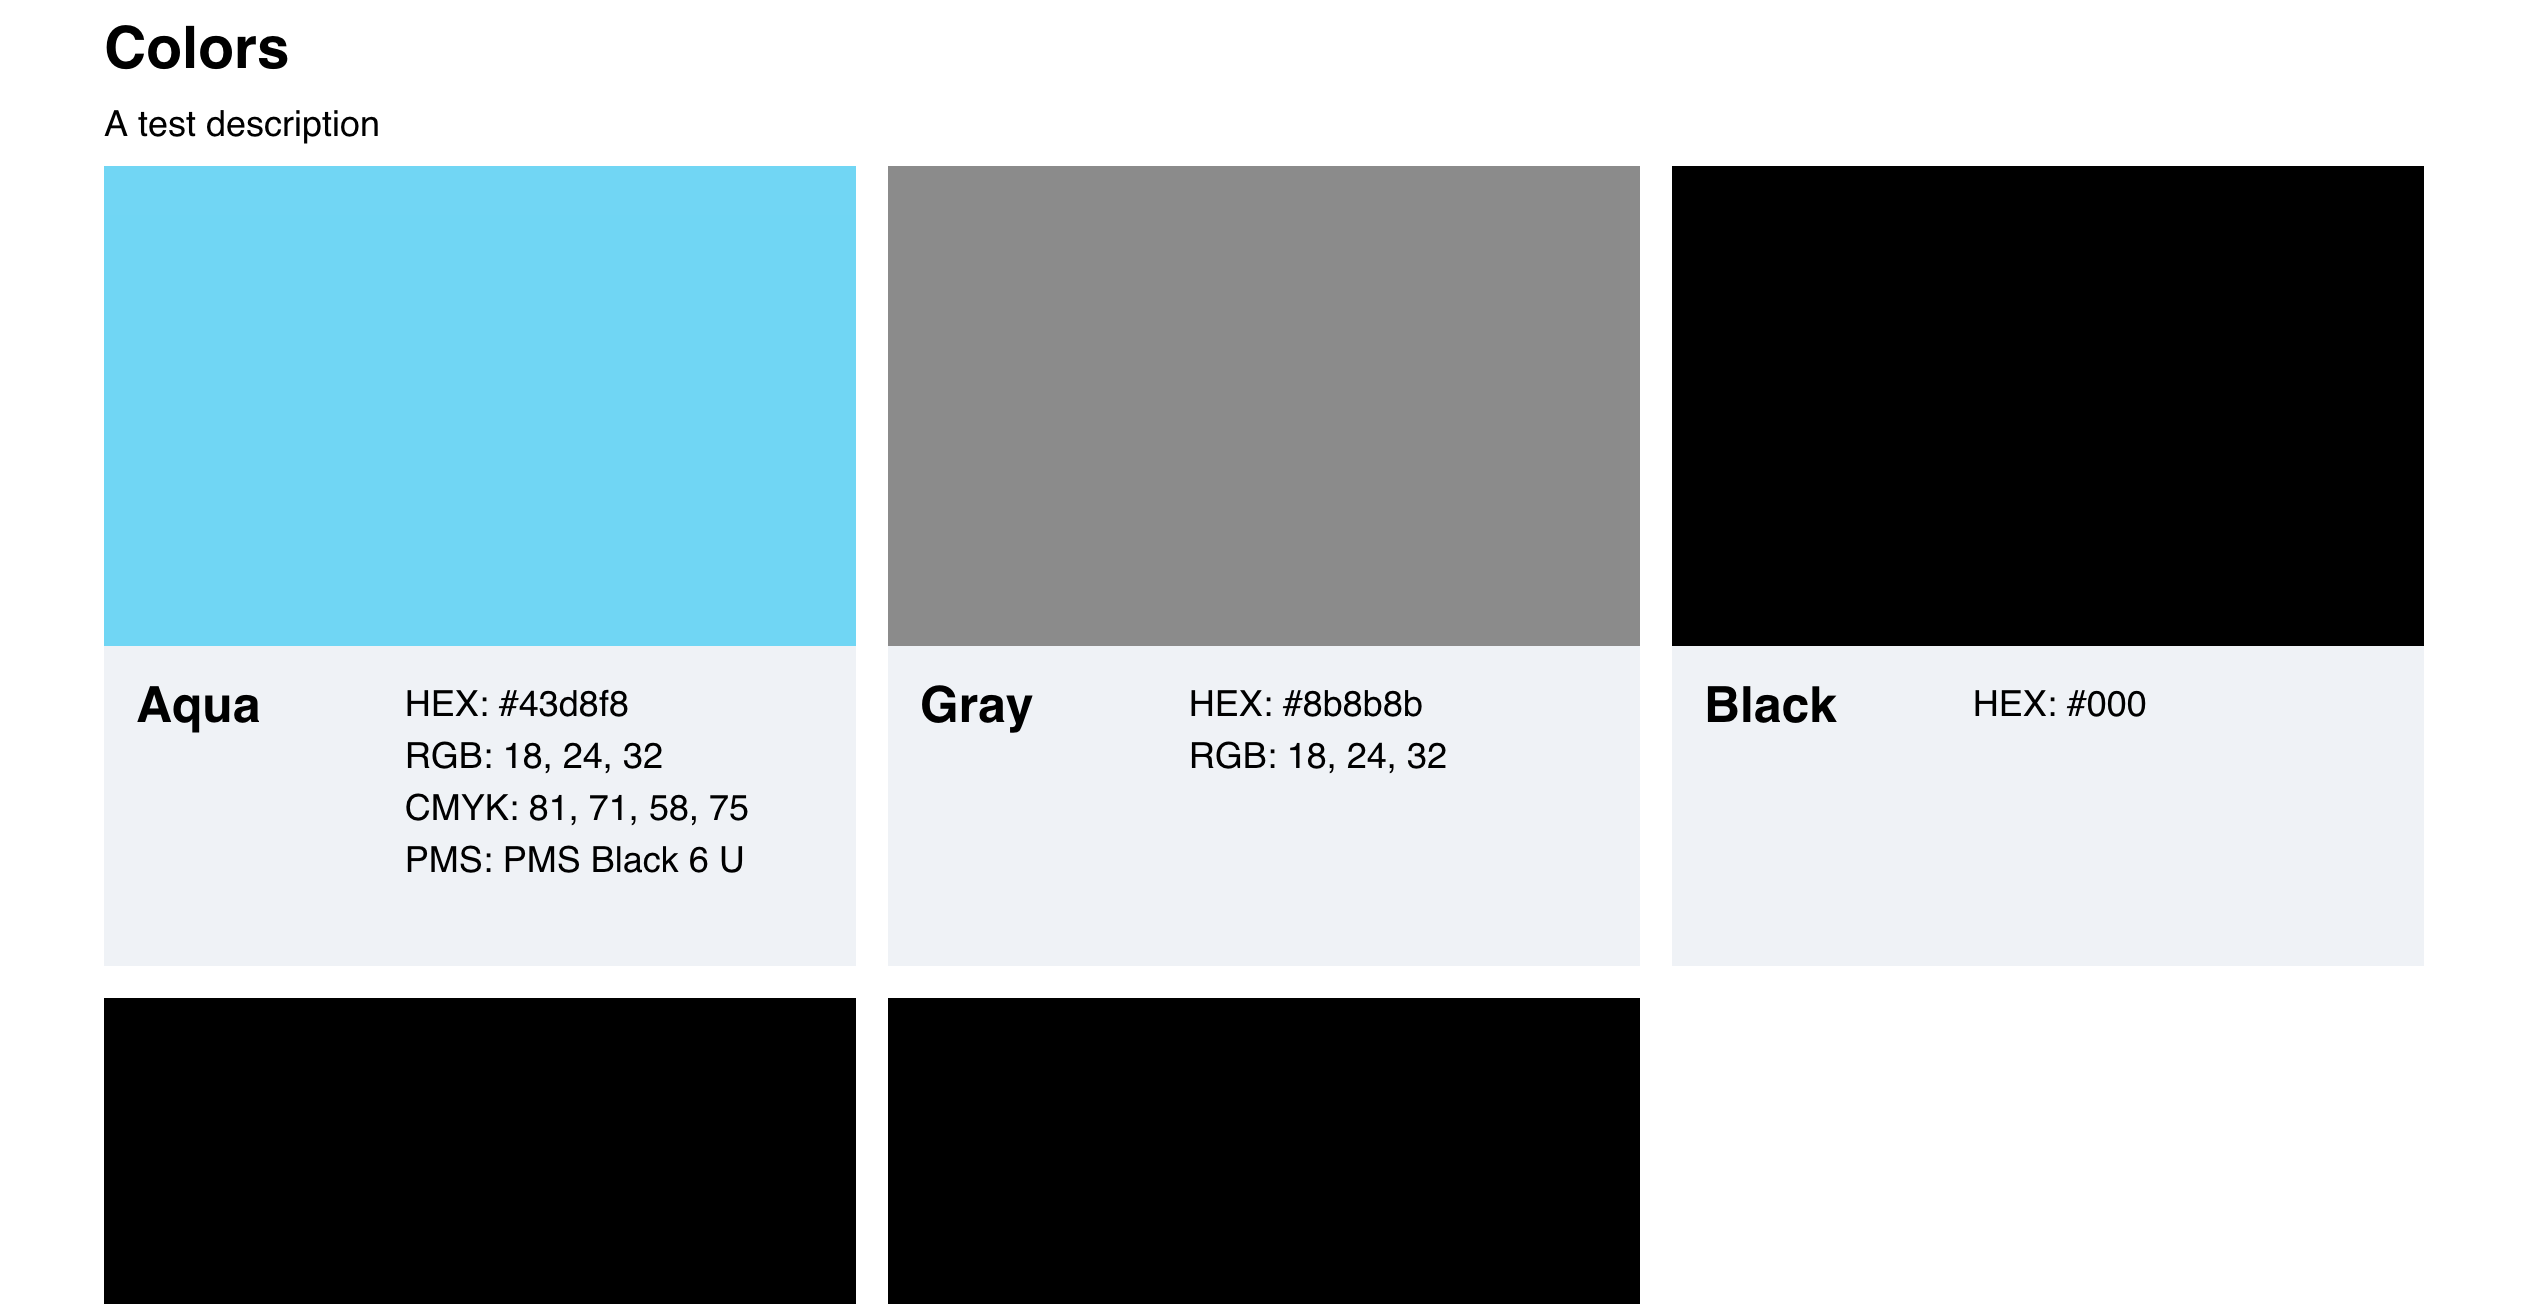 Colors
A test description
Aqua
HEX: #43d8f8
RGB: 18, 24, 32
CMYK: 81, 71, 58, 75
PMS: PMS Black 6 U
Gray
HEX: #8b8b8b
RGB: 18, 24, 32
Black
HEX: #000